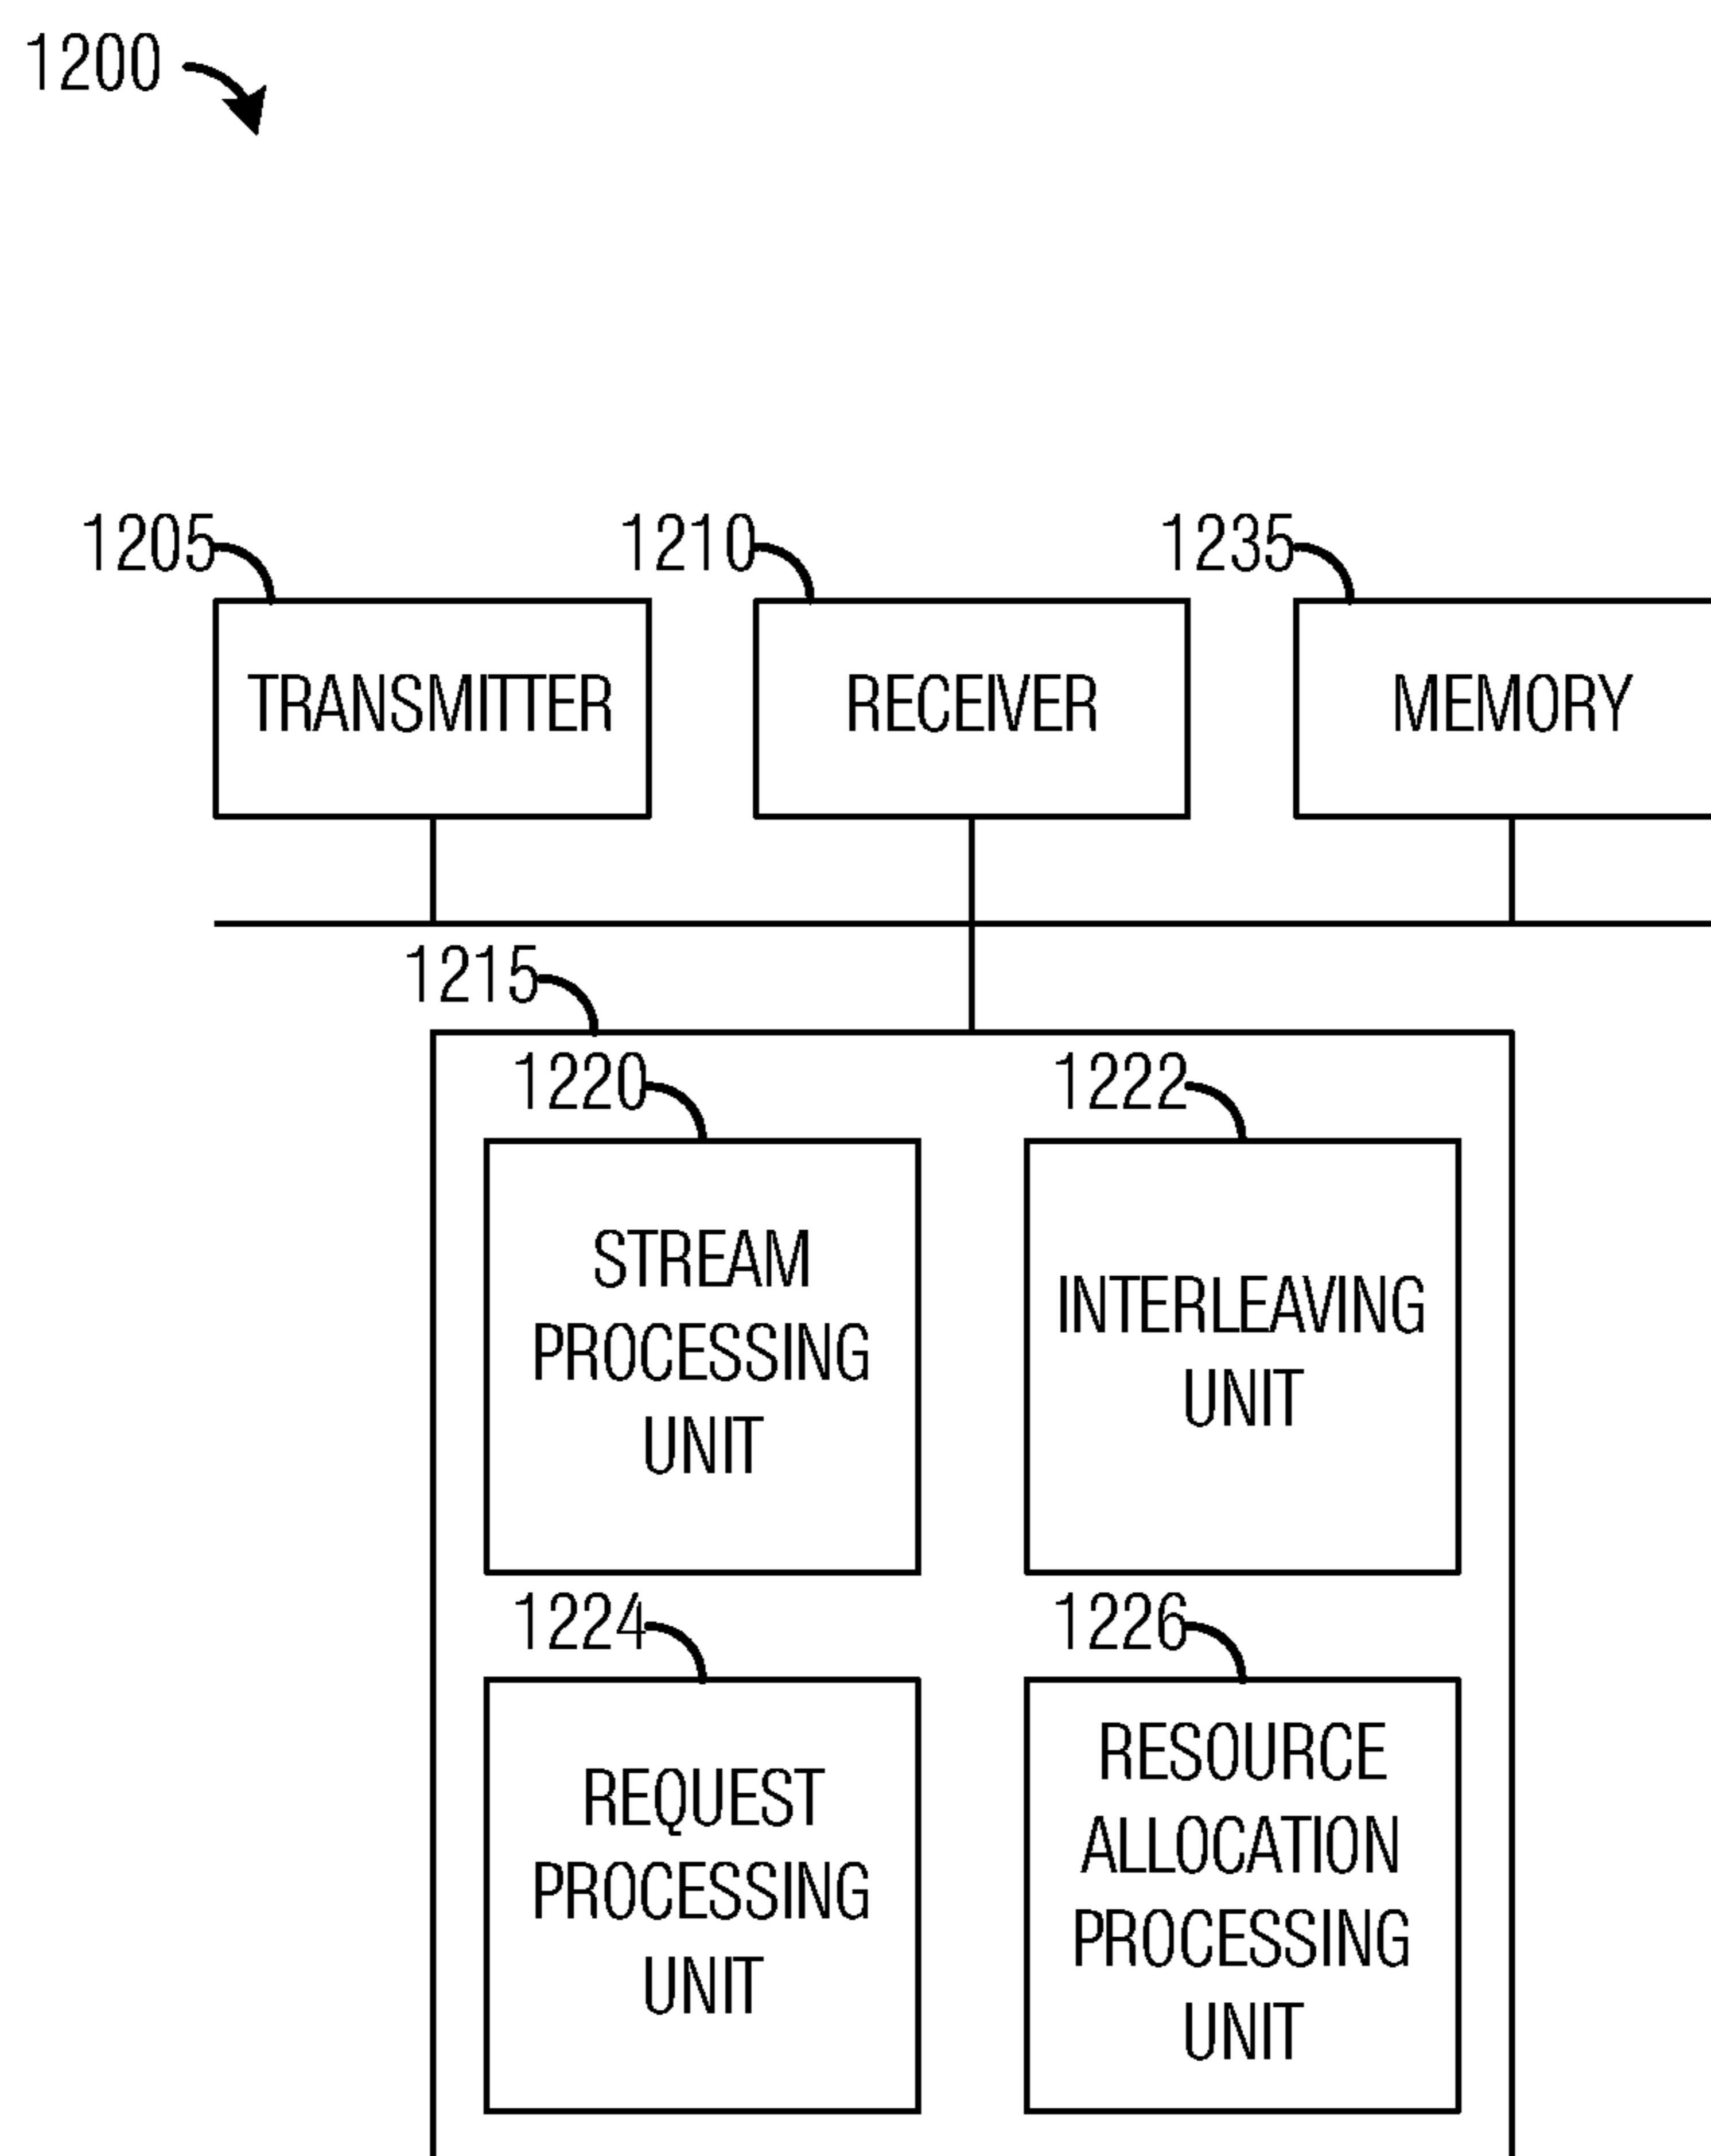 1200
1205
1210
1235
TRANSMITTER
RECEIVER
MEMORY
1215
1220
1222
STREAM
PROCESSING
UNIT
INTERLEAVING
UNIT
1224
1226
REQUEST
PROCESSING
UNIT
RESOURCE
ALLOCATION
PROCESSING
UNIT